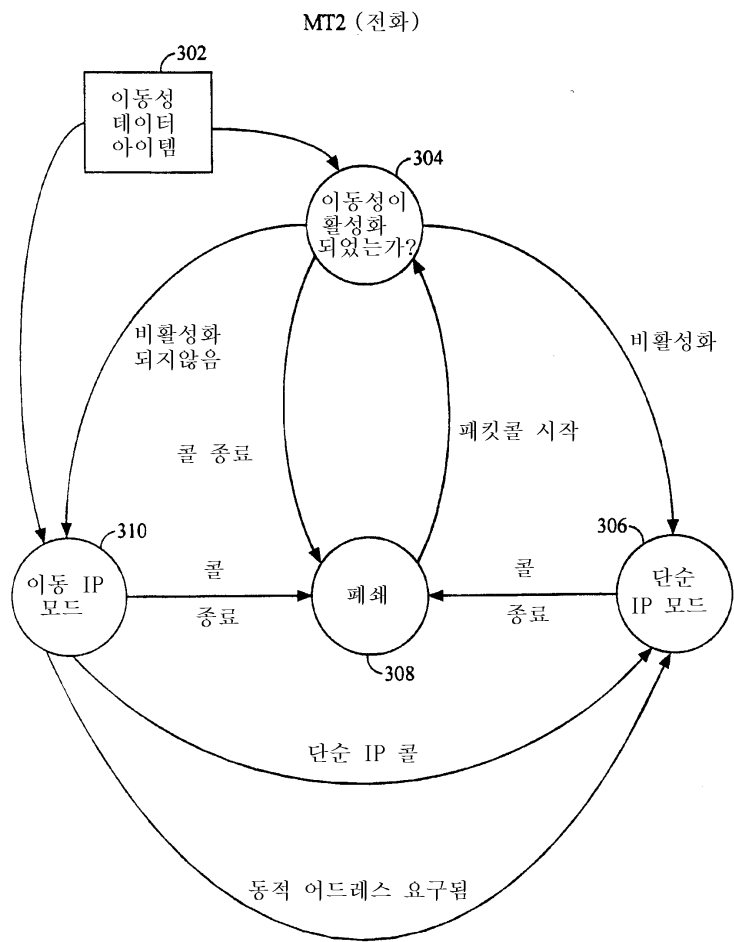 MT2 (전화)
302
이동성
데이터
아이템
304
이동성이
활성화
되었는가?
비활성화
되지않음
비활성화
콜 종료
패킷콜 시작
310
이동 IP
모드
콜
종료
폐쇄
308
콜
종료
306
단순
IP 모드
단순 IP 콜
동적 어드레스 요구됨